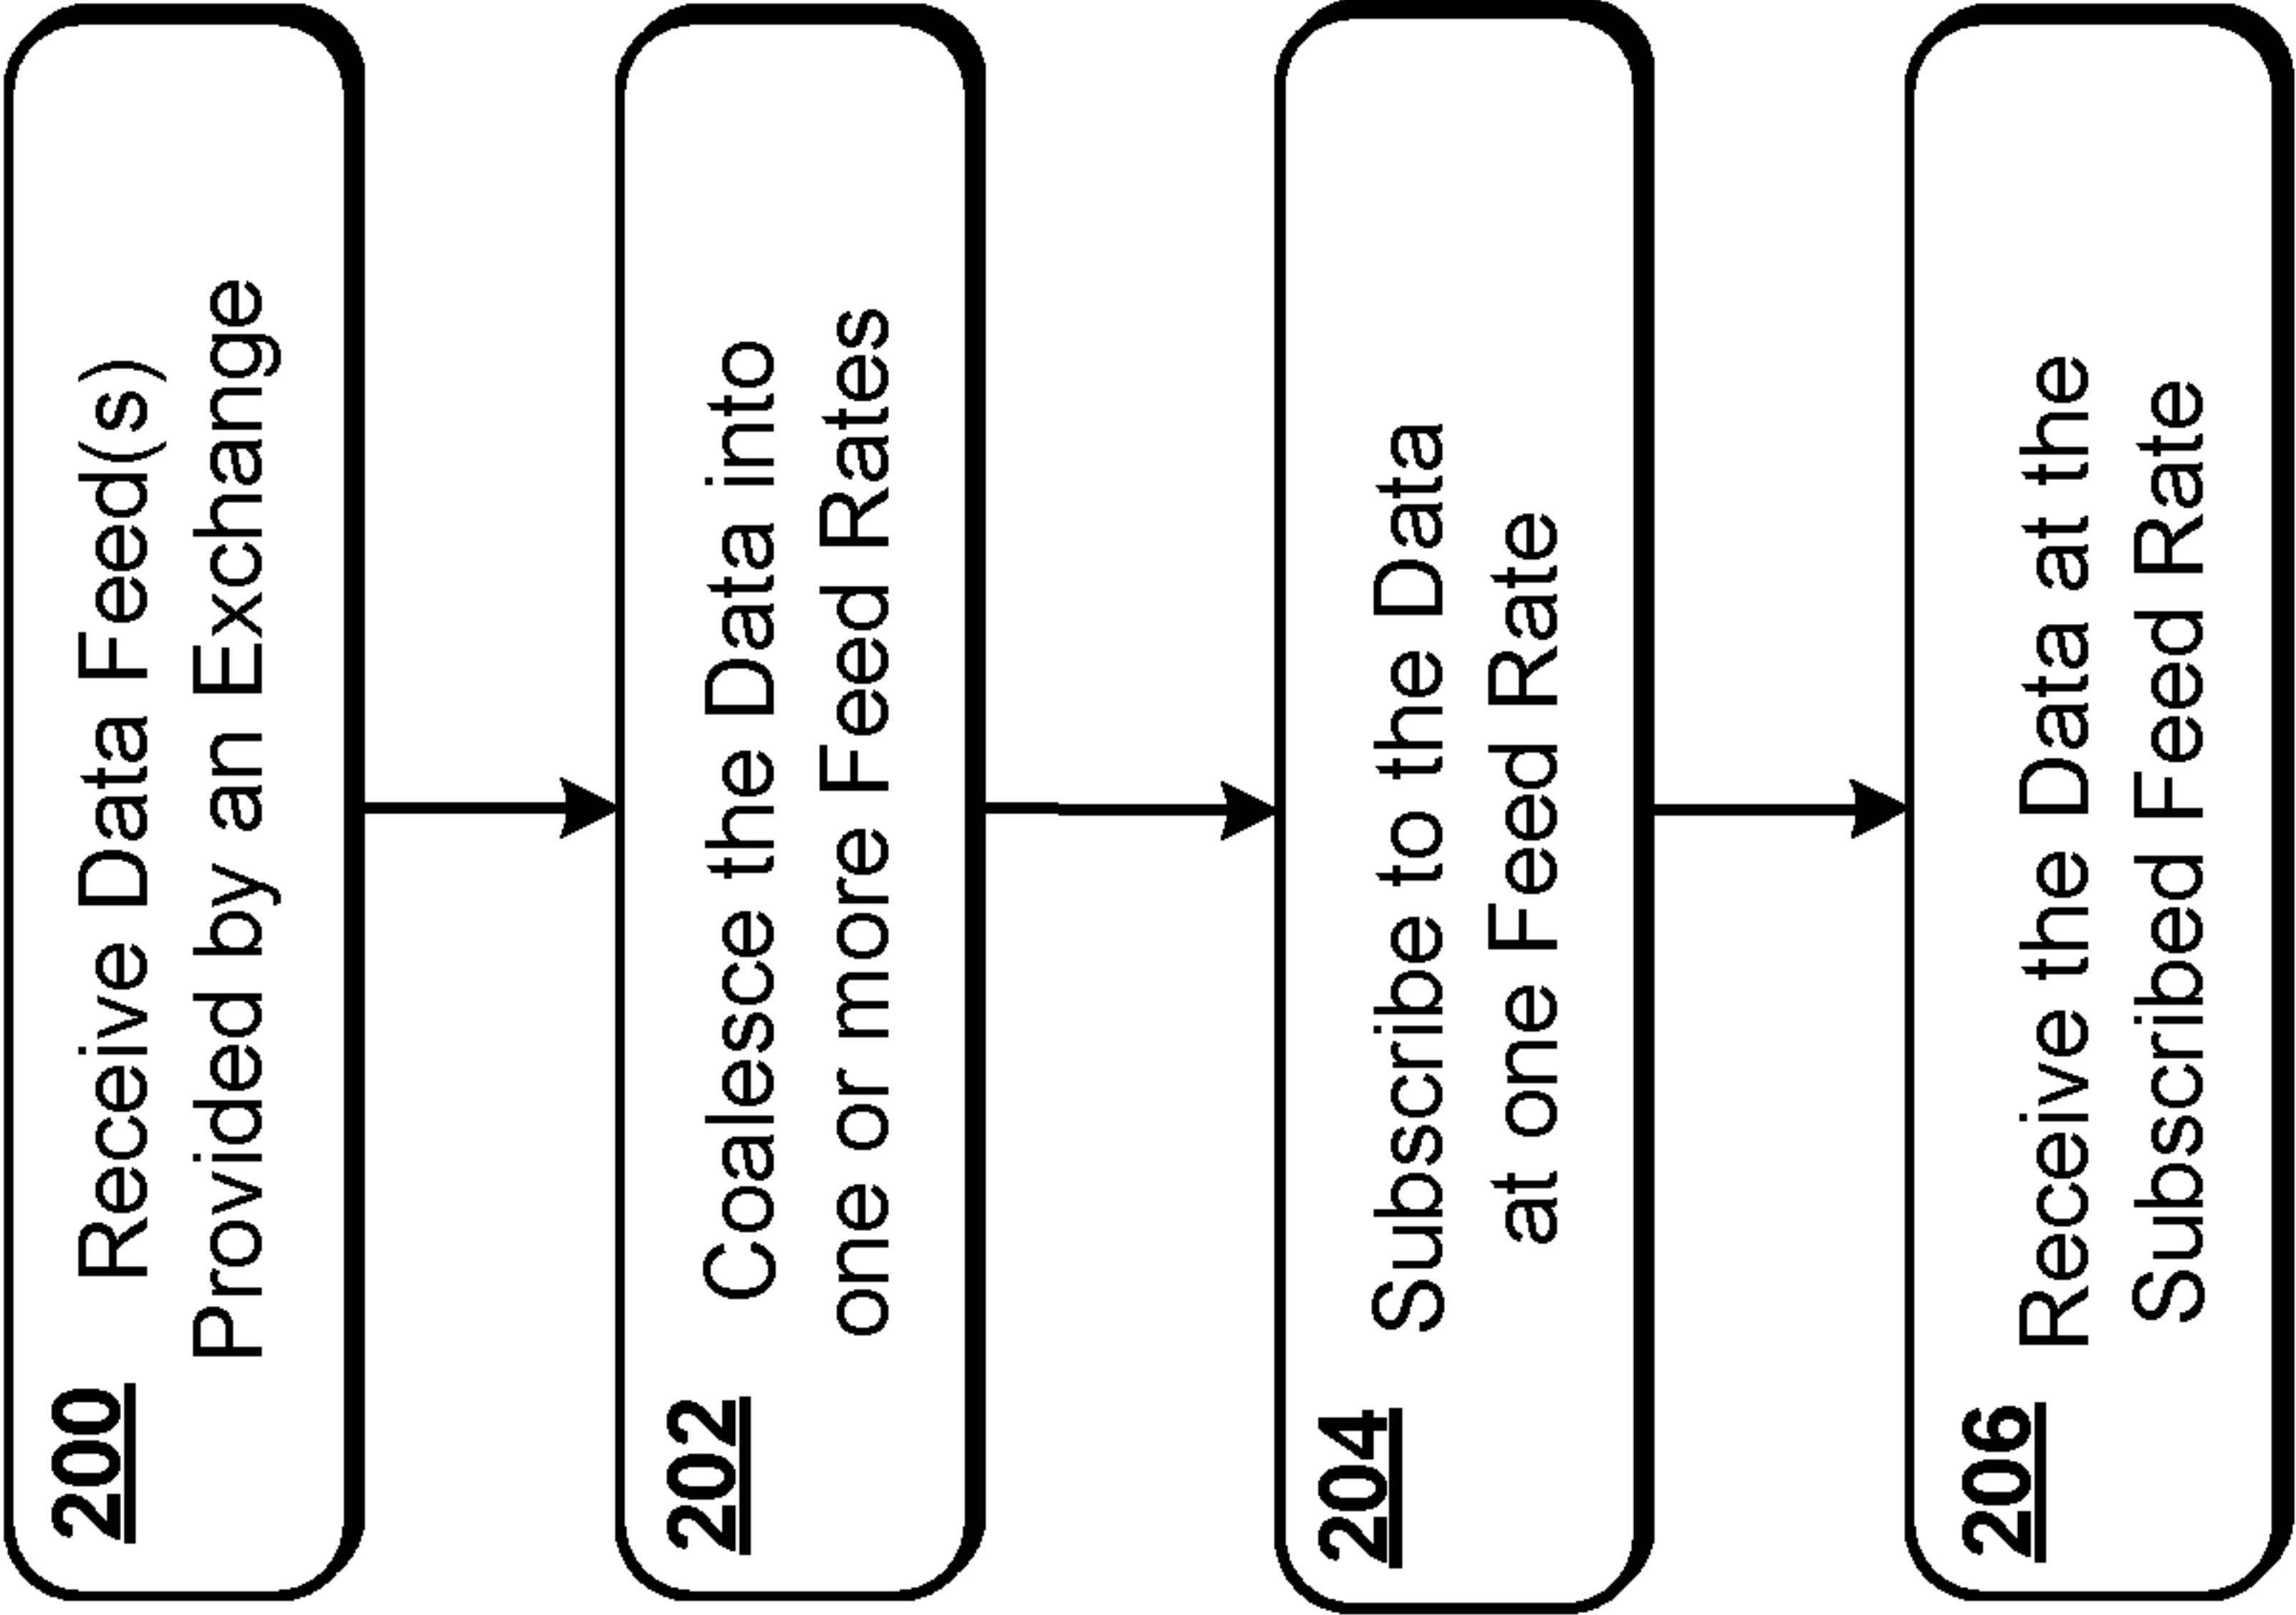 200 Receive Data Feed(s)
Provided by an Exchange
202 Coalesce the Data into
one or more Feed Rates
204 Subscribe to the Data
at one Feed Rate
206 Receive the Data at the
Subscribed Feed Rate